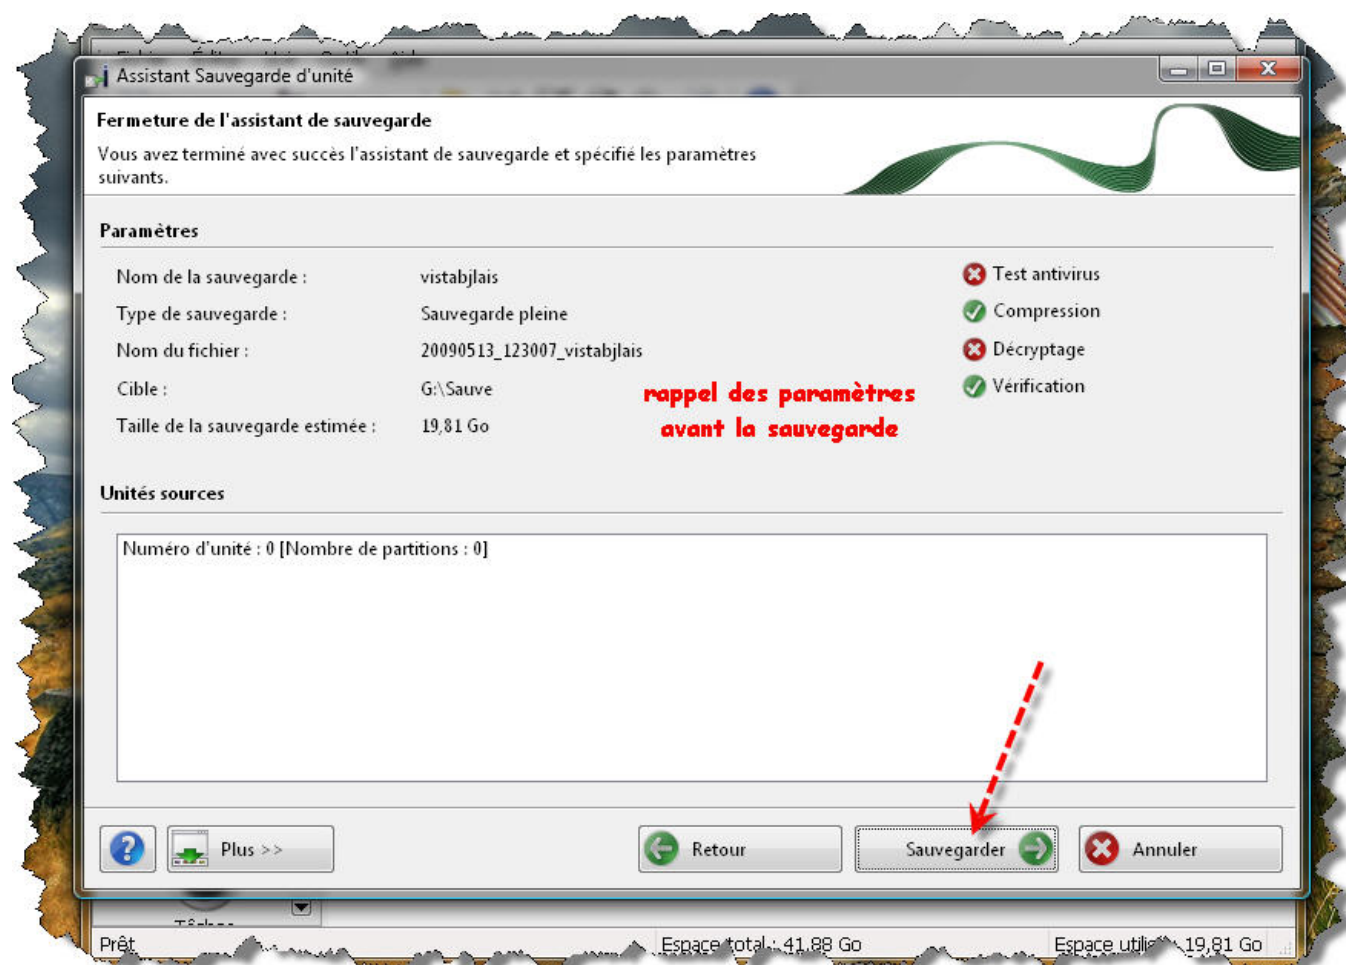 Assistant Sauvegarde d'unité
Fermeture de l'assistant de sauvegarde
Vous avez terminé avec succès l'assistant de sauvegarde et spécifié les paramètres
suivants.
Paramètres
Nom de la sauvegarde : vistabjlais
Type de sauvegarde : Sauvegarde pleine
Nom du fichier : 20090513_123007_vistabjlais
Cible : G:\Sauve
Taille de la sauvegarde estimée : 19,81 Go
Test antivirus
Compression
Décryptage
Vérification
rappel des paramètres
avant la sauvegarde
Unités sources
Numéro d'unité : 0 [Nombre de partitions : 0]
Plus >>
Retour
Sauvegarder
Annuler
Prêt
Espace total : 41,88 Go
Espace 19,81 Go